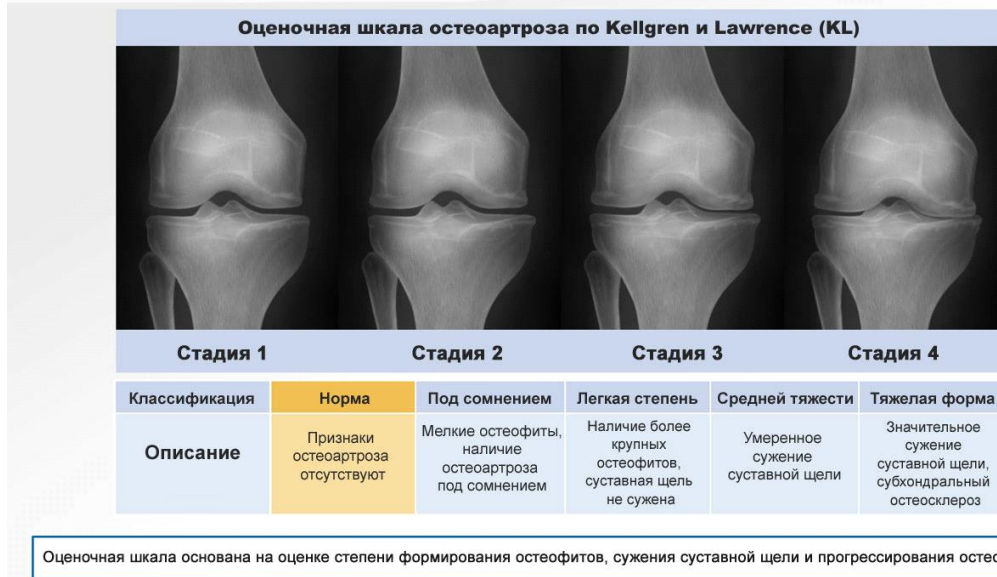 Оценочная шкала остеоартроза по Kellgren и Lawrence (KL)
Стадия 1 Стадия 2 Стадия 3 Стадия 4
Классификация Норма Под сомнением Легкая степень Средней тяжести Тяжелая форма
Описание
Признаки
остеоартроза
отсутствуют
Мелкие остеофиты,
наличие
остеоартроза
под сомнением
Наличие более
крупных
остеофитов,
суставная щель
не сужена
Умеренное
сужение
суставной щели
Значительное
сужение
суставной щели,
субхондральный
остеосклероз
Оценочная шкала основана на оценке степени формирования остеофитов, сужения суставной щели и прогрессирования